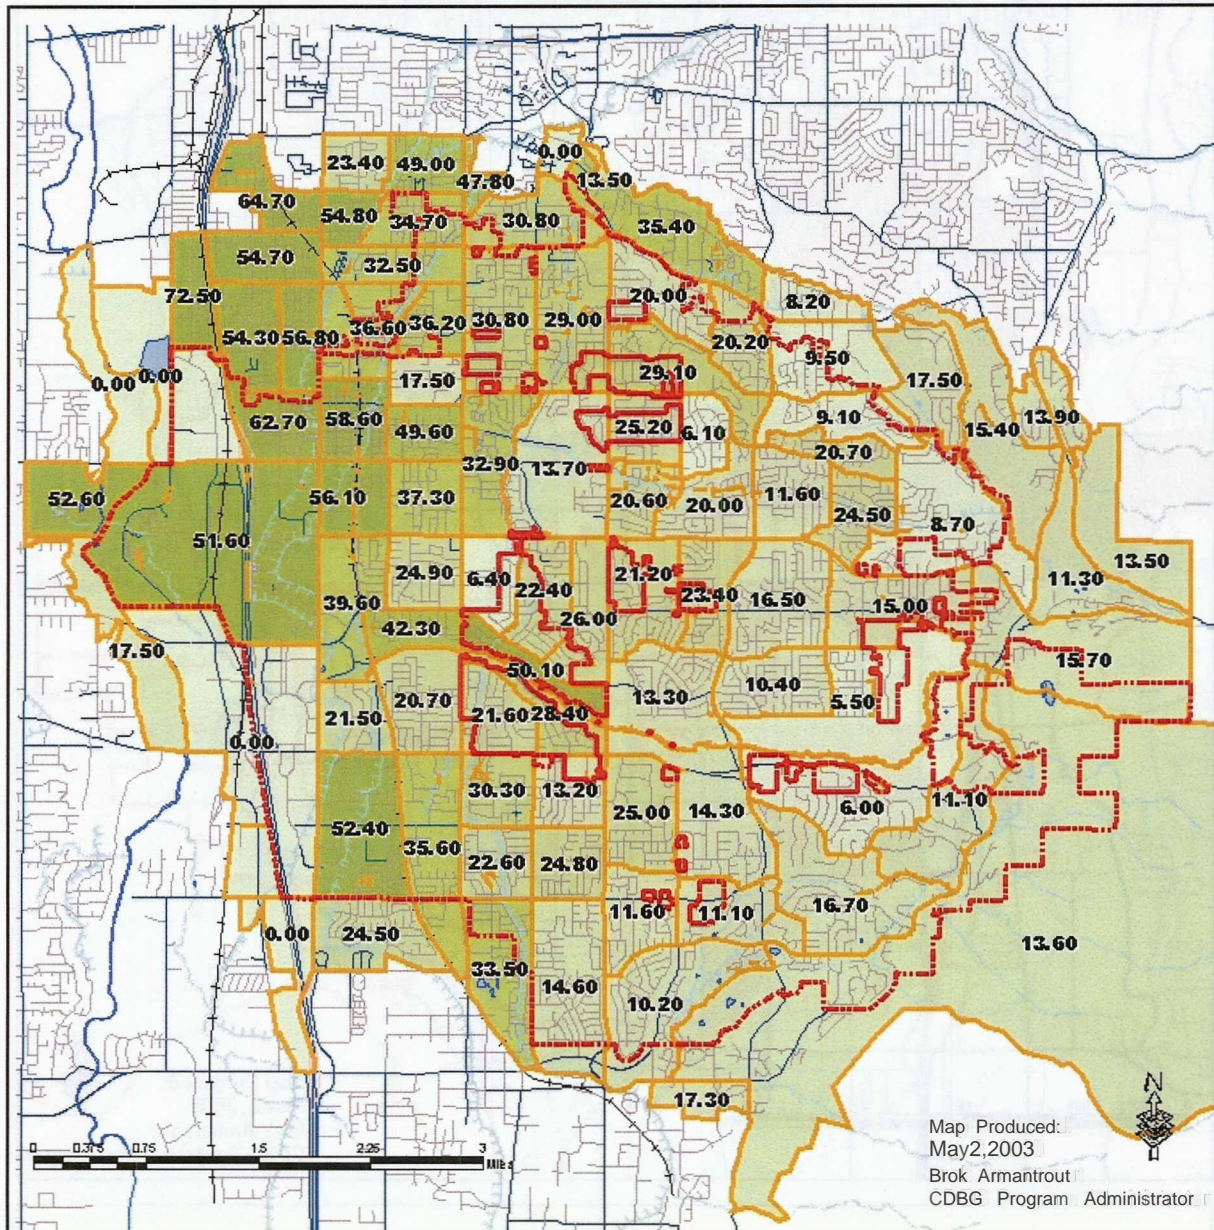 0.00
23.40 49.00
47.80 13.50
64.70
54.80 34.70 30.80
35.40
54.70 32.50
72.50 20.00 8.20
54.30 56.80 36.60 36.20 30.80 29.00
20.20 9.50
0.00 0.00 17.50 29.10 17.50
62.70 58.60 49.60 25.20 6.10 9.10 15.40 13.90
32.90 13.70 20.70
52.60 56.10 37.30 20.60 20.00 11.60 24.50
51.60 8.70
24.90 6.40 22.40 21.20 23.40 16.50 15.00 11.30 13.50
39.60 42.30 26.00
17.50 50.10 15.70
20.70 13.30 10.40 5.50
21.50 21.60 28.40
0.00
30.30 13.20 25.00 14.30 6.00 11.10
52.40 35.60 22.60 24.80
11.60 11.10 16.70
0.00 24.50 13.60
33.50 14.60 10.20
17.30
N
Map Produced:
May2,2003
Brok Armantrout
CDBG Program Administrator
0 0.375 0.75 1.5 2.25 3
Miles